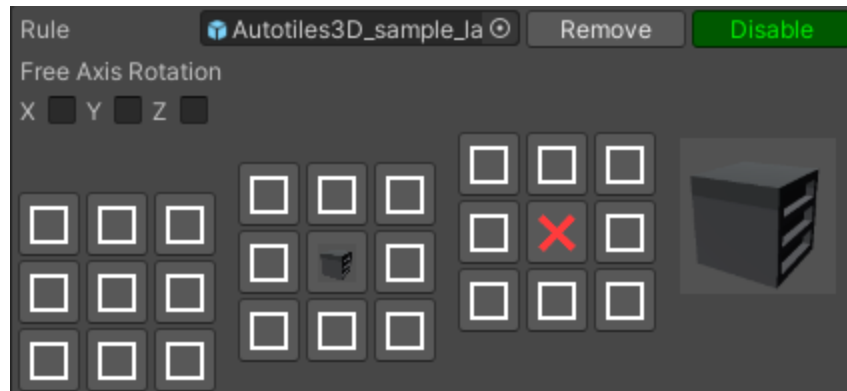 Rule Autotiles3D_sample_la Remove Disable
Free Axis Rotation
X Y Z